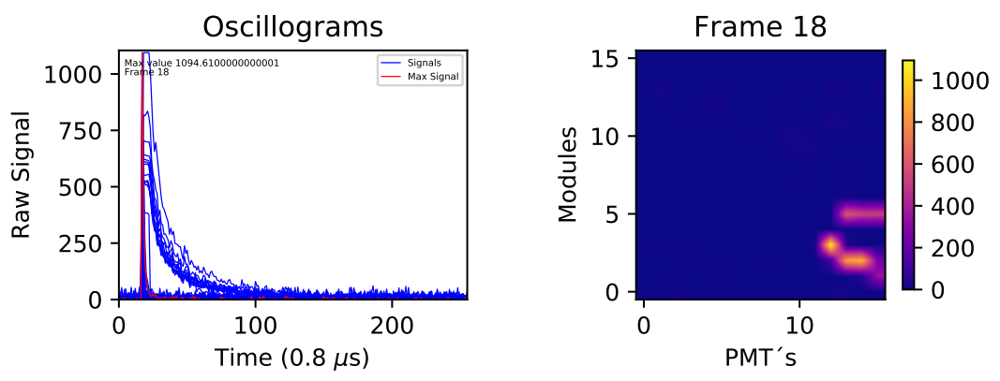 Oscillograms
Max value 1094.6100000000001
Frame 18
Signals
Max Signal
Raw Signal
1000
750
500
250
0
0
100
200
Time (0.8 μs)
Frame 18
Modules
15
10
5
0
0
10
PMT´s
1000
800
600
400
200
0